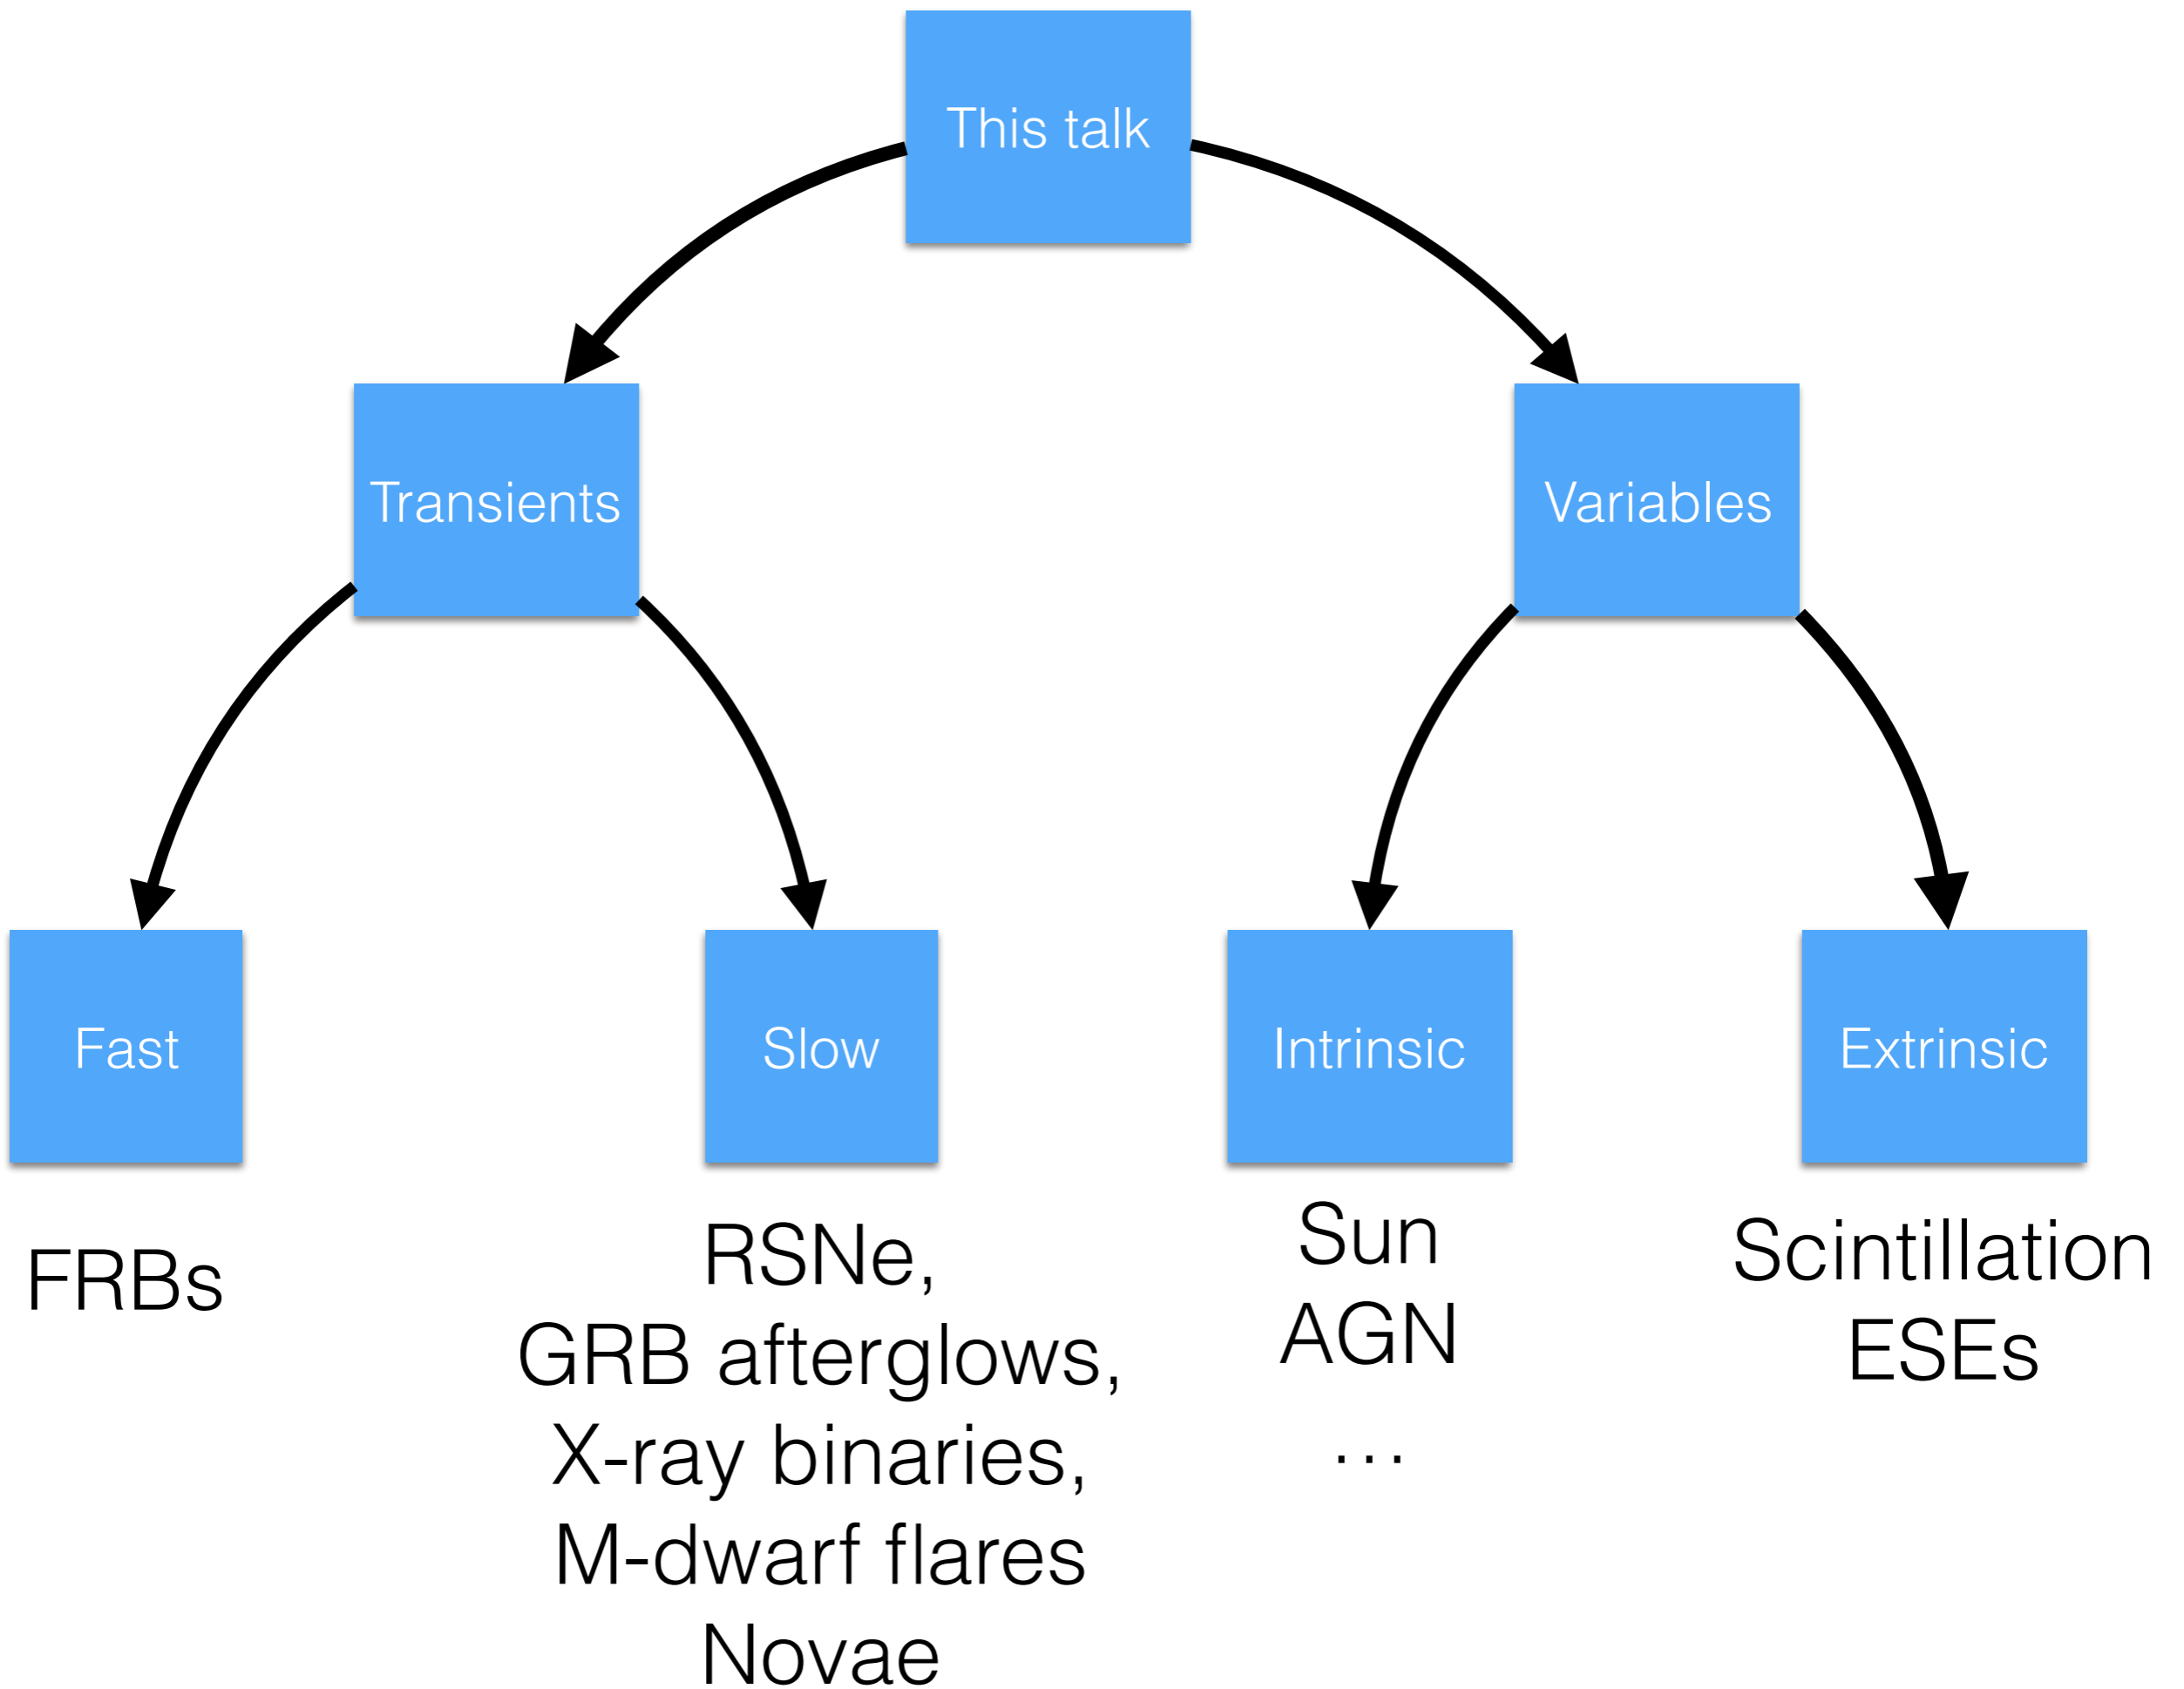 This talk
Transients
Variables
Fast
Slow
Intrinsic
Extrinsic
FRBs
RSNe,
GRB afterglows,
X-ray binaries,
M-dwarf flares
Novae
Sun
AGN
...
Scintillation
ESEs